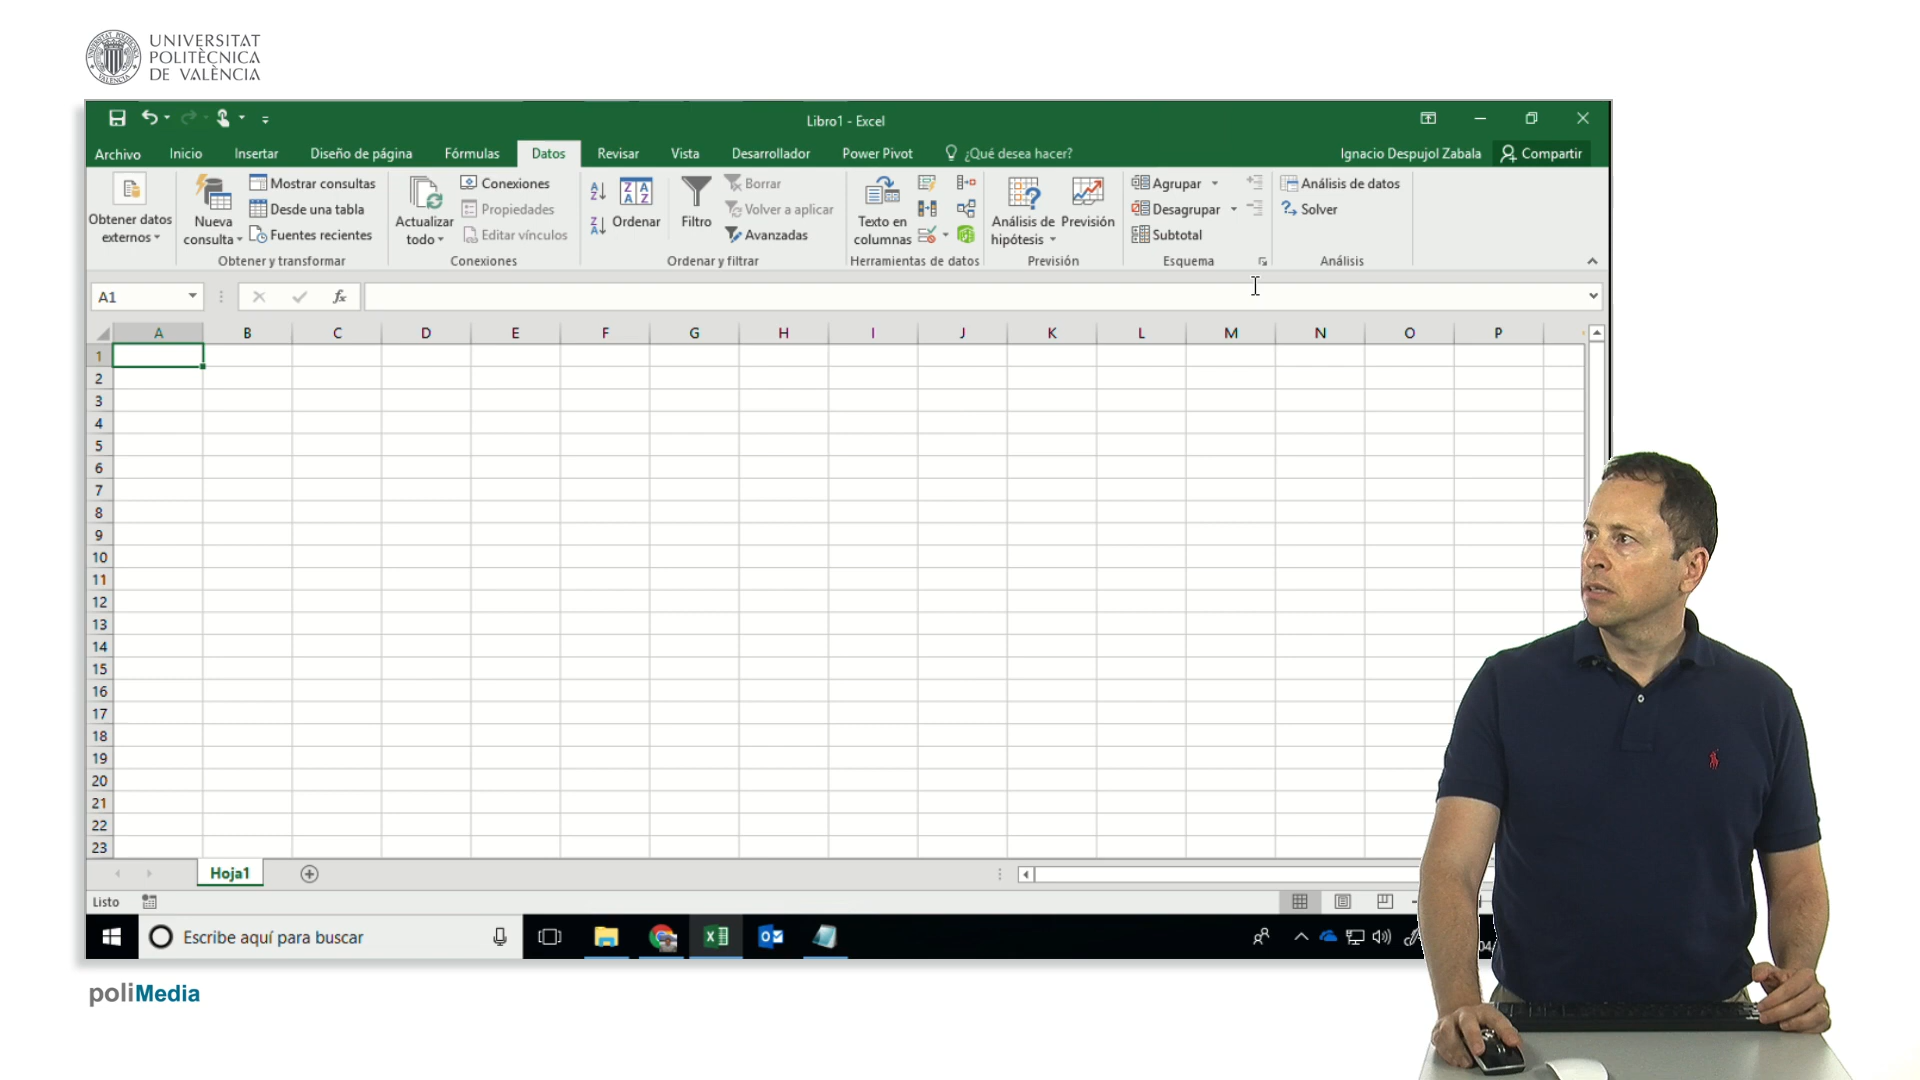 UNIVERSITAT
POLITÈCNICA
DE VALÈNCIA
Libro1 - Excel
Archivo Inicio Insertar Diseño de página Fórmulas Datos Revisar Vista Desarrollador Power Pivot ¿Qué desea hacer? Ignacio Despujol Zabala Compartir
Obtener datos
externos
Nueva
consulta
Mostrar consultas
Desde una tabla
Fuentes recientes
Obtener y transformar
Actualizar
todo
Conexiones
Propiedades
Editar vínculos
Conexiones
Ordenar
Filtro
Borrar
Volver a aplicar
Avanzadas
Ordenar y filtrar
Texto en
columnas
Herramientas de datos
Análisis de
hipótesis
Previsión
Previsión
Agrupar
Desagrupar
Subtotal
Esquema
Análisis de datos
Solver
Análisis
A1 fx
A B C D E F G H I J K L M N O P
1
2
3
4
5
6
7
8
9
10
11
12
13
14
15
16
17
18
19
20
21
22
23
Hoja1
Listo
Escribe aquí para buscar
04/
poliMedia